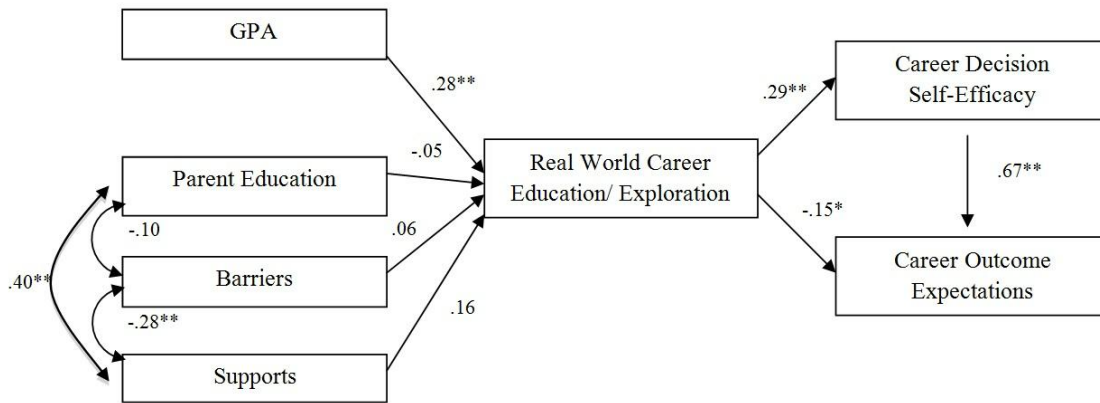 GPA
.28**
Career Decision
Self-Efficacy
.29**
-.05
Parent Education
Real World Career
Education/ Exploration
.67**
-.10
.06
-.15*
.40**
Barriers
Career Outcome
Expectations
-.28**
.16
Supports